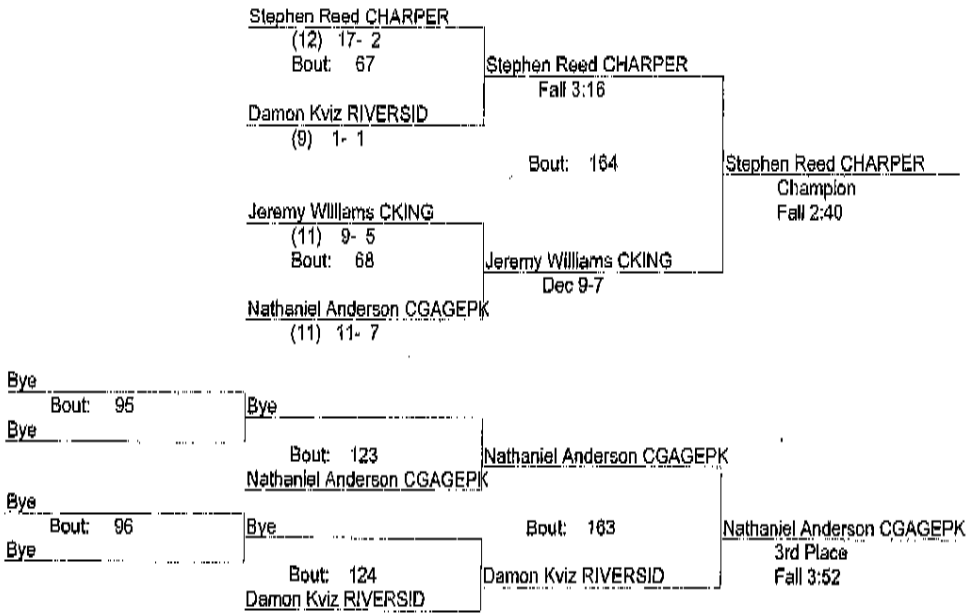 Stephen Reed CHARPER
(12) 17- 2
Bout: 67
Stephen Reed CHARPER
Fall 3:16
Damon Kviz RIVERSID
(9) 1- 1
Bout: 164
Stephen Reed CHARPER
Champion
Fall 2:40
Jeremy Williams CKING
(11) 9- 5
Bout: 68
Jeremy Williams CKING
Dec 9-7
Nathaniel Anderson CGAGEPK
(11) 11- 7
Bye
Bout: 95
Bye
Bye
Bout: 123
Nathaniel Anderson CGAGEPK
Nathaniel Anderson CGAGEPK
Bye
Bout: 96
Bye
Bye
Bout: 163
Nathaniel Anderson CGAGEPK
3rd Place
Fall 3:52
Bout: 124
Damon Kviz RIVERSID
Damon Kviz RIVERSID